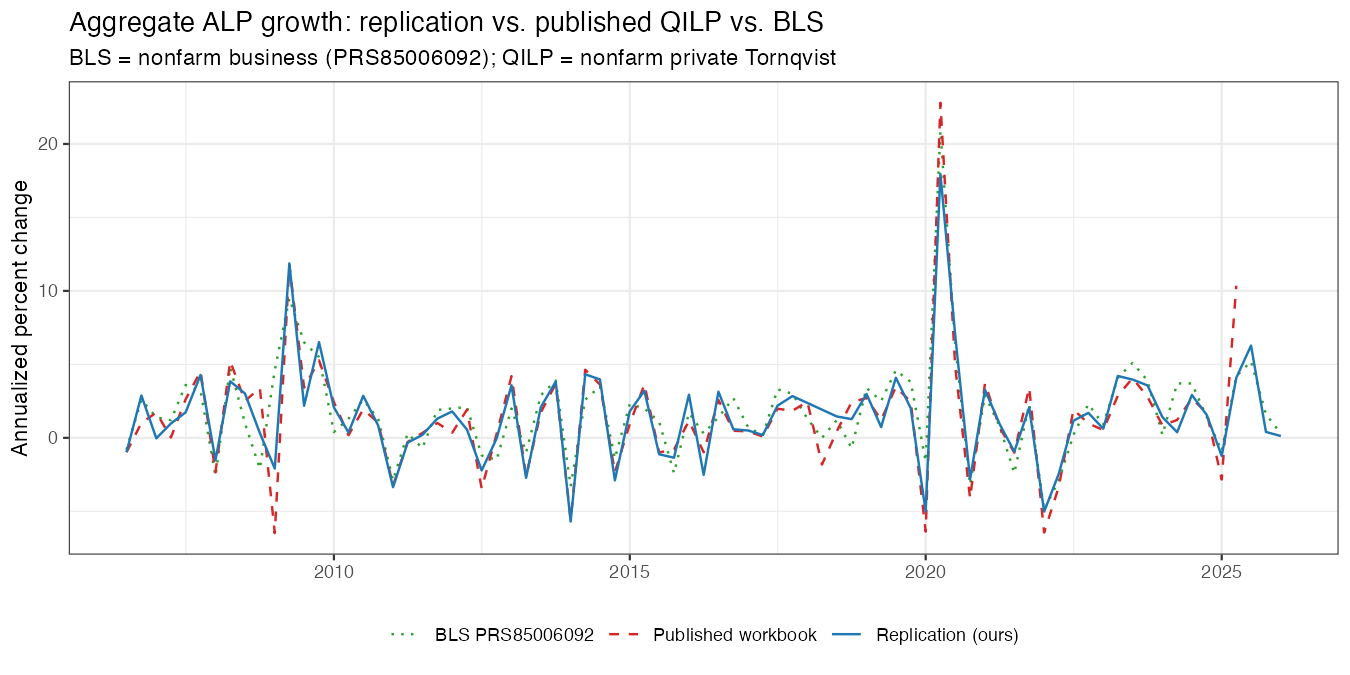 Aggregate ALP growth: replication vs. published QILP vs. BLS
BLS = nonfarm business (PRS85006092); QILP = nonfarm private Tornqvist
Annualized percent change
20
10
0
2010 2015 2020 2025
BLS PRS85006092 Published workbook Replication (ours)